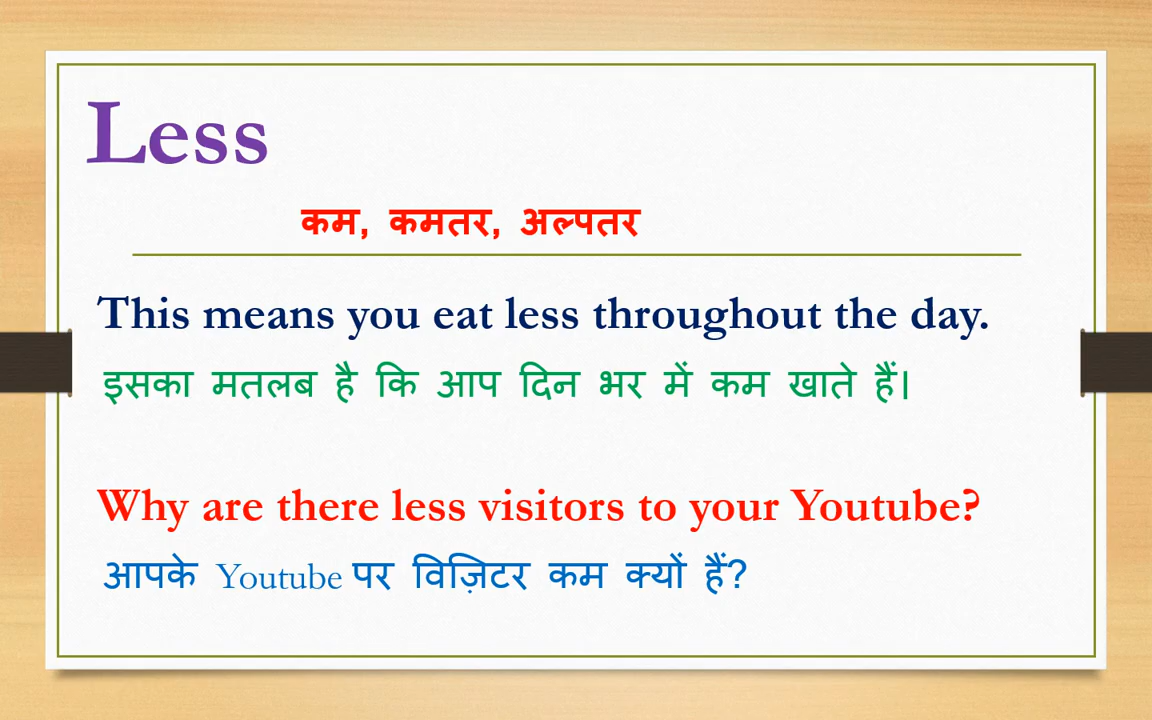 Less
कम, कमतर, अल्पतर
This means you eat less throughout the day.
इसका मतलब है कि आप दिन भर में कम खाते हैं।
Why are there less visitors to your Youtube?
आपके Youtube पर विज़िटर कम क्यों हैं?